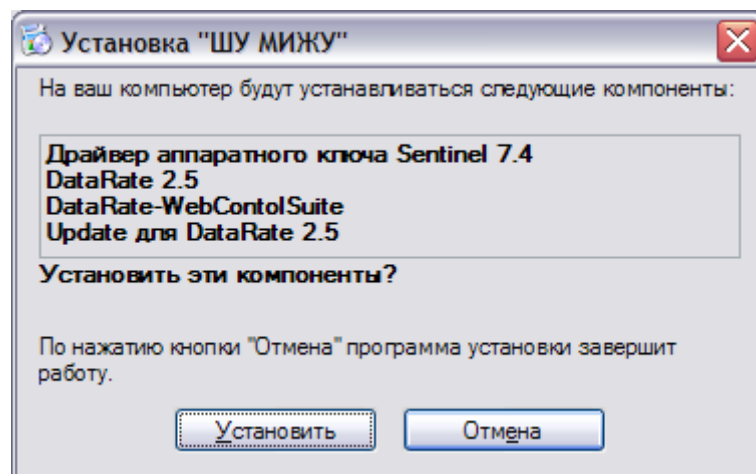 Установка "ШУ МИЖУ"
На ваш компьютер будут устанавливаться следующие компоненты:
Драйвер аппаратного ключа Sentinel 7.4
DataRate 2.5
DataRate-WebContolSuite
Update для DataRate 2.5
Установить эти компоненты?
По нажатию кнопки "Отмена" программа установки завершит
работу.
Установить Отмена